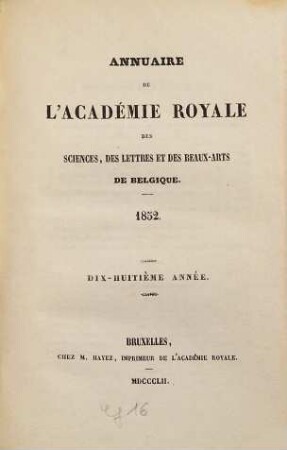 ANNUAIRE
DE
L'ACADÉMIE ROYALE
DES
SCIENCES, DES LETTRES ET DES BEAUX-ARTS
DE BELGIQUE.
1852.
DIX-HUITIÈME ANNÉE.
BRUXELLES,
CHEZ M. HAYEZ, IMPRIMEUR DE L'ACADÉMIE ROYALE.
MDCCCLII.